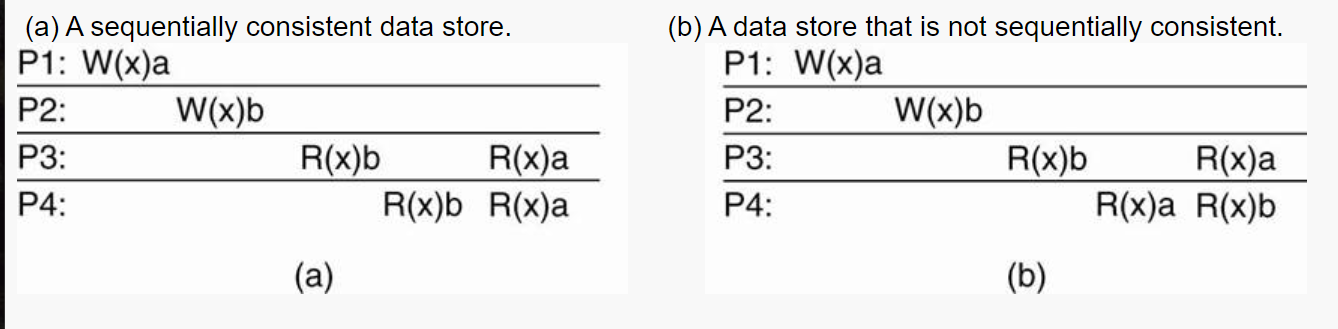 (a) A sequentially consistent data store.
P1: W(x)a
P2: W(x)b
P3: R(x)b R(x)a
P4: R(x)b R(x)a
(a)
(b) A data store that is not sequentially consistent.
P1: W(x)a
P2: W(x)b
P3: R(x)b R(x)a
P4: R(x)a R(x)b
(b)